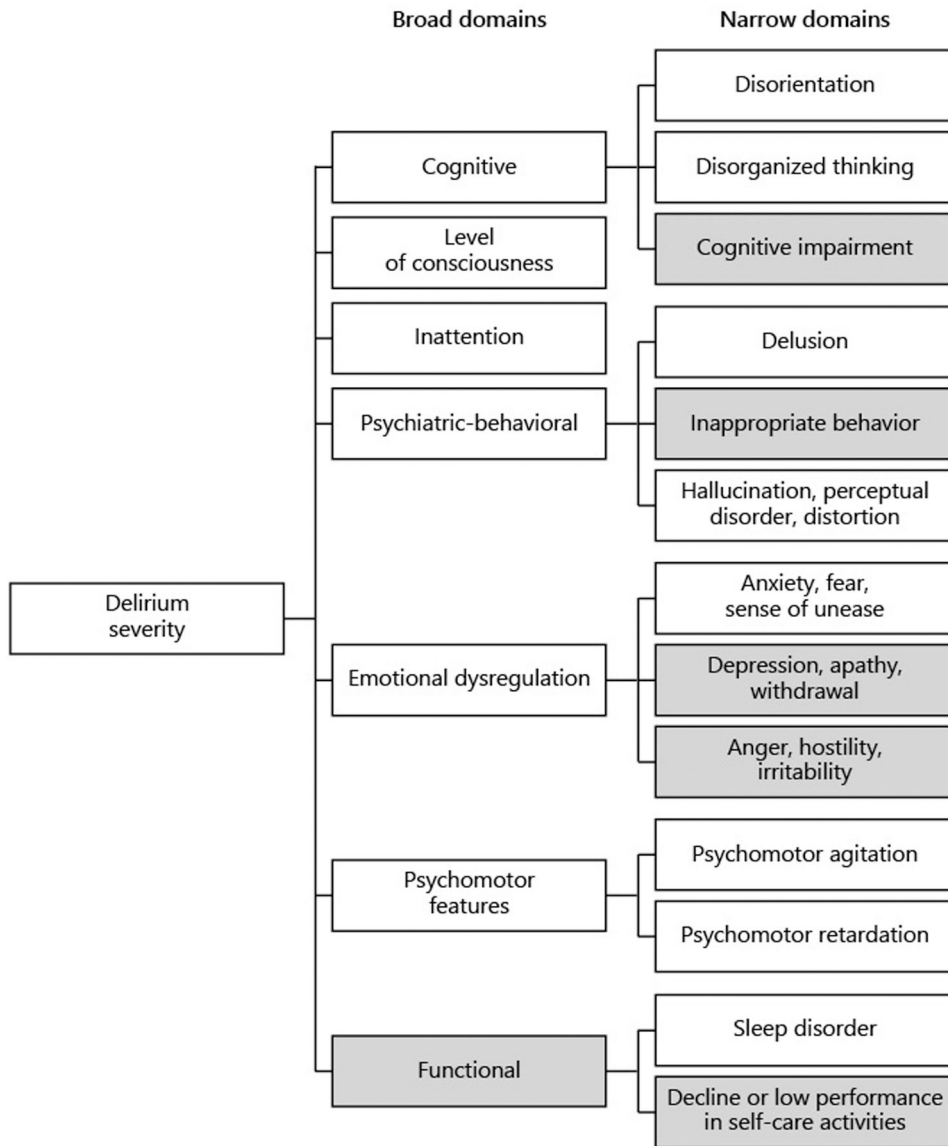 Broad domains
Narrow domains
Disorientation
Cognitive
Disorganized thinking
Cognitive impairment
Level
of consciousness
Inattention
Delusion
Psychiatric-behavioral
Inappropriate behavior
Hallucination, perceptual
disorder, distortion
Delirium
severity
Anxiety, fear,
sense of unease
Emotional dysregulation
Depression, apathy,
withdrawal
Anger, hostility,
irritability
Psychomotor
features
Psychomotor agitation
Psychomotor retardation
Sleep disorder
Functional
Decline or low performance
in self-care activities